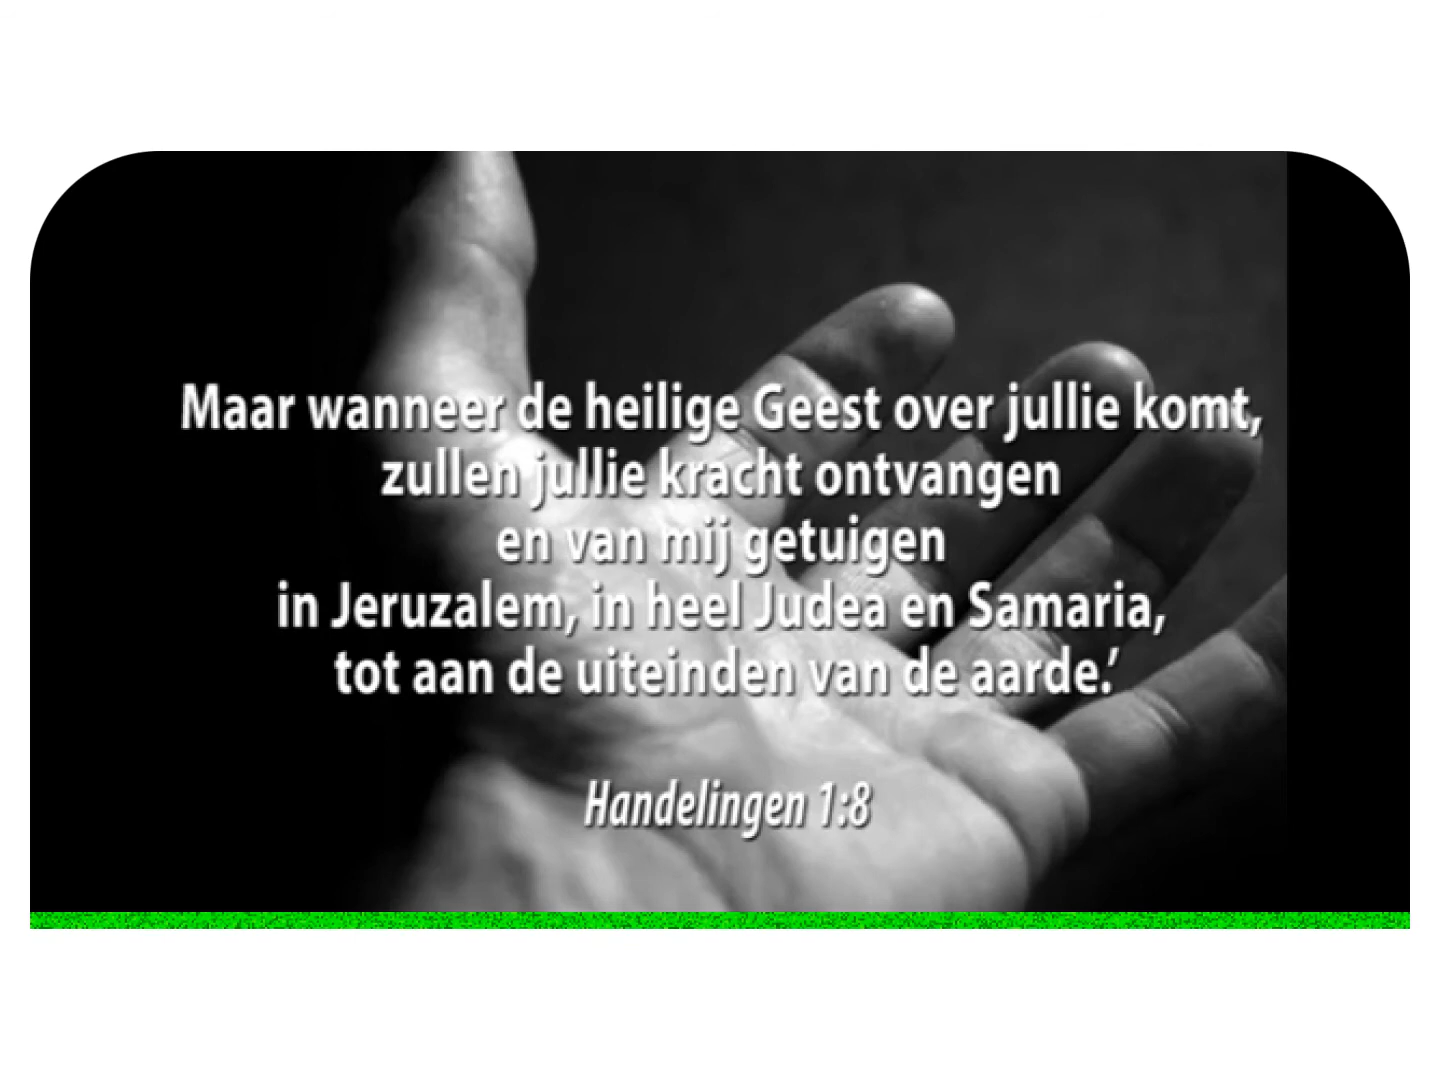 Maar wanneer de heilige Geest over jullie komt,
zullen jullie kracht ontvangen
en van mij getuigen
in Jeruzalem, in heel Judea en Samaria,
tot aan de uiteinden van de aarde.’
Handelingen 1:8